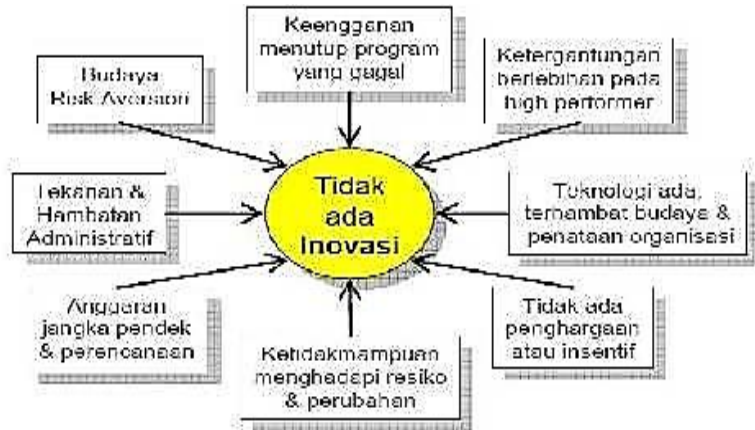 Keengganan
menutup program
yang gagal
Budaya
Risk Aversion
Ketergantungan
berlebihan pada
high performer
Tekanan &
Hambatan
Administratif
Tidak
ada
Inovasi
Teknologi ada,
terhambat budaya &
penataan organisasi
Anggaran
jangka pendek
& perencanaan
Ketidakmampuan
menghadapi resiko
& perubahan
Tidak ada
penghargaan
atau insentif